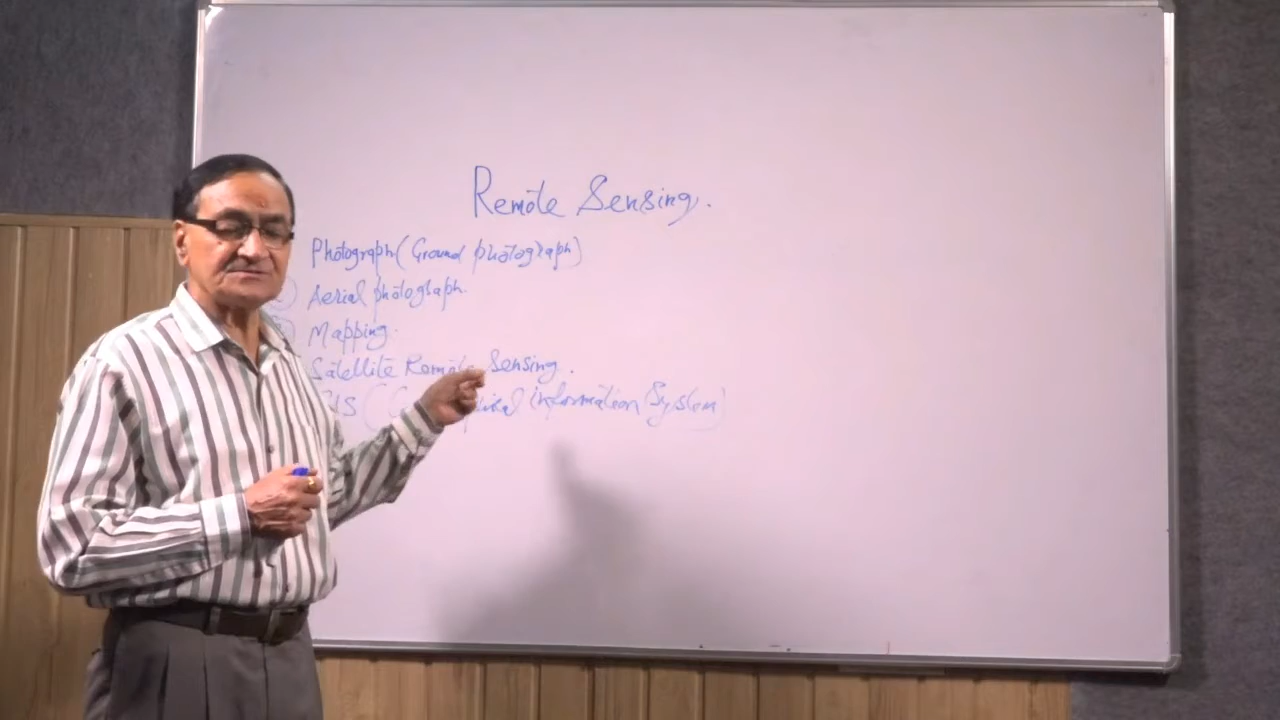 Remote Sensing.
Photograph (Ground photograph)
Aerial photograph.
Mapping.
Satellite Remote Sensing.
Information System)